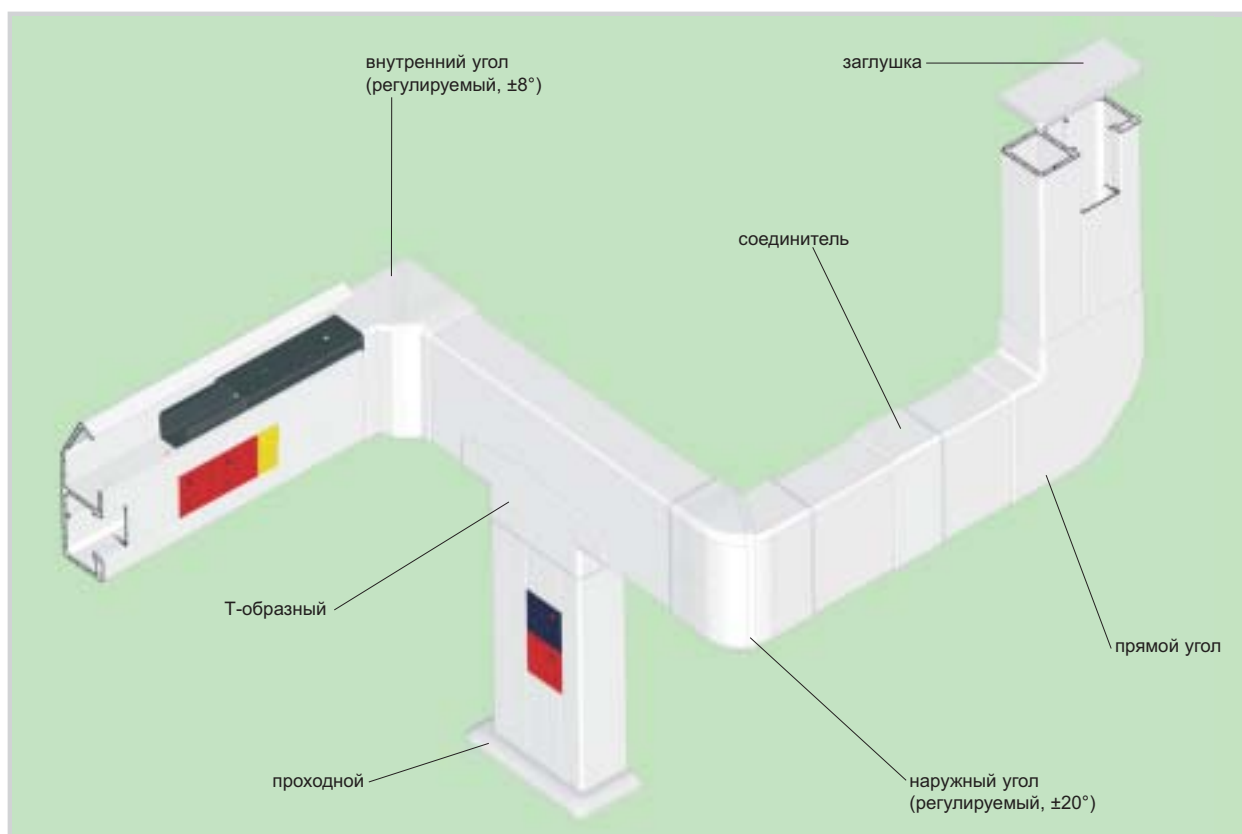 внутренний угол
(регулируемый, ±8°)
заглушка
соединитель
Т-образный
прямой угол
проходной
наружный угол
(регулируемый, ±20°)